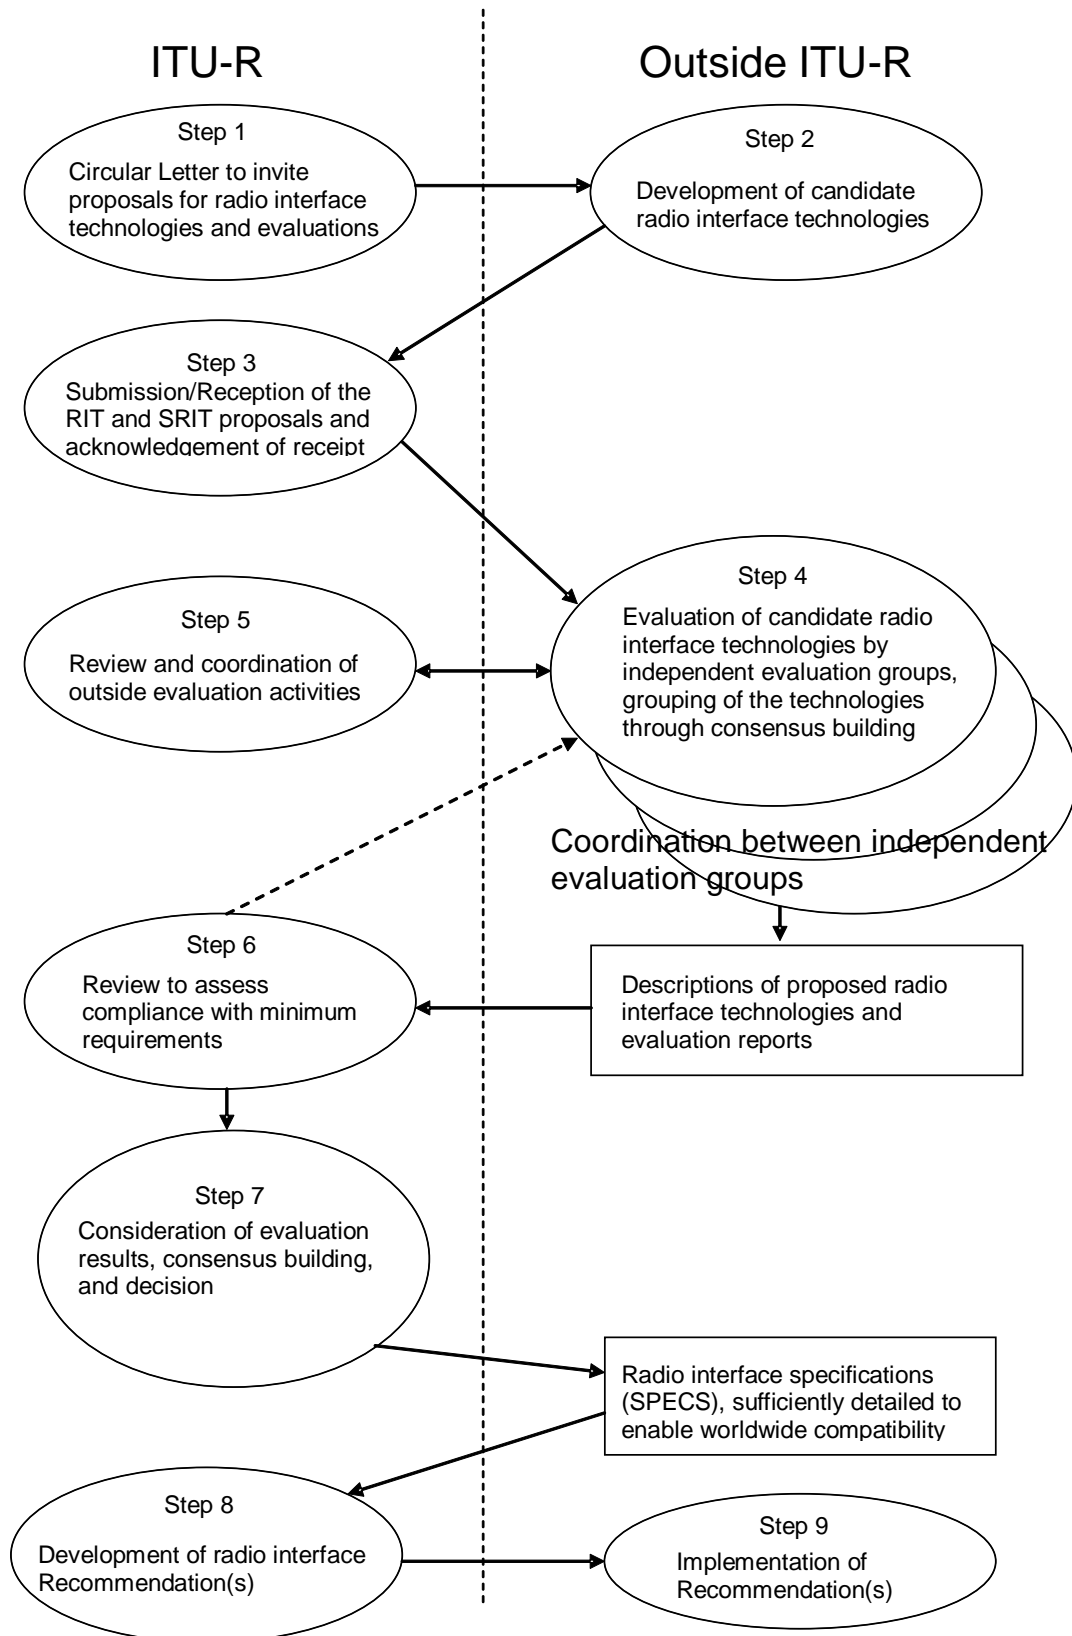 ITU-R
Outside ITU-R
Step 1
Circular Letter to invite
proposals for radio interface
technologies and evaluations
Step 2
Development of candidate
radio interface technologies
Step 3
Submission/Reception of the
RIT and SRIT proposals and
acknowledgement of receipt
Step 4
Evaluation of candidate radio
interface technologies by
independent evaluation groups,
grouping of the technologies
through consensus building
Step 5
Review and coordination of
outside evaluation activities
Coordination between independent
evaluation groups
Step 6
Review to assess
compliance with minimum
requirements
Descriptions of proposed radio
interface technologies and
evaluation reports
Step 7
Consideration of evaluation
results, consensus building,
and decision
Radio interface specifications
(SPECS), sufficiently detailed to
enable worldwide compatibility
Step 8
Development of radio interface
Recommendation(s)
Step 9
Implementation of
Recommendation(s)